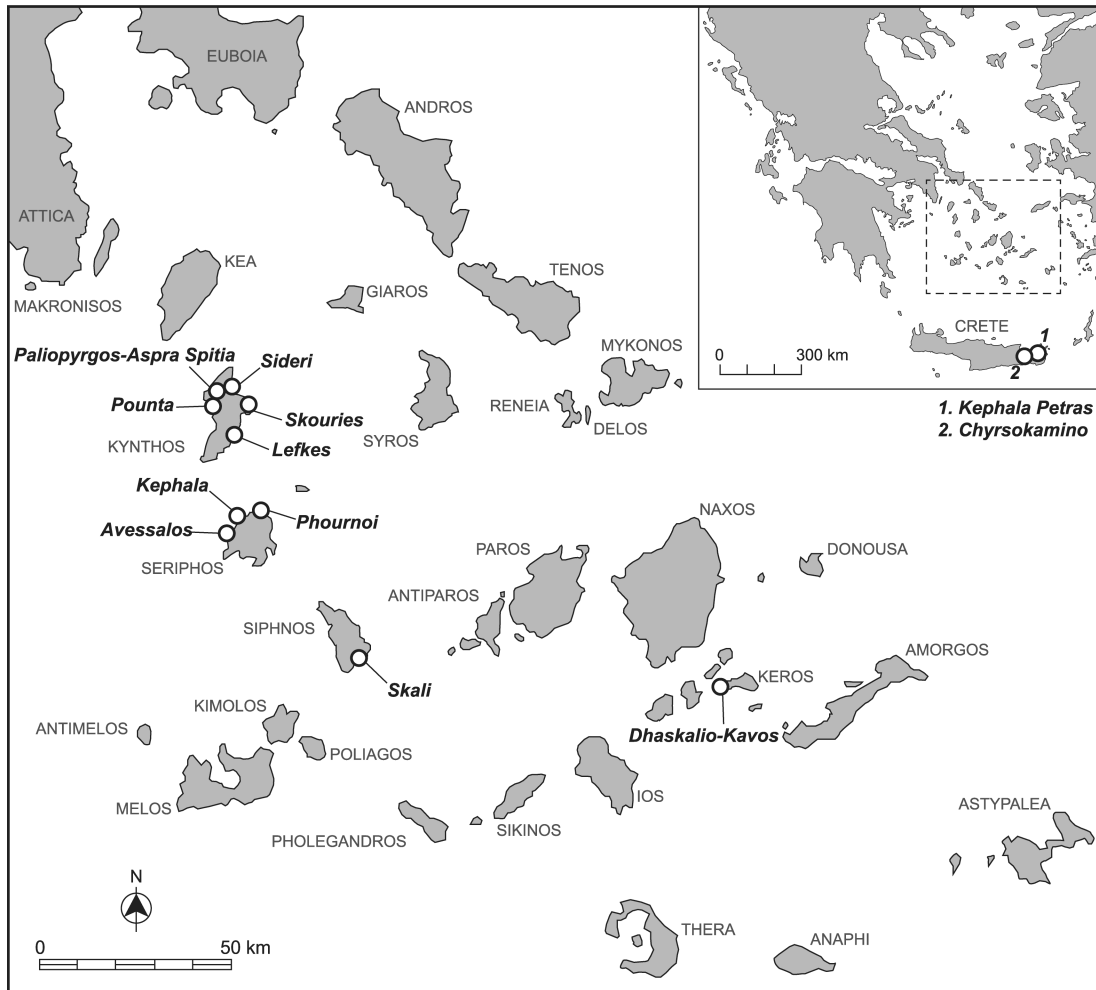 EUBOIA
ANDROS
ATTICA
KEA
TENOS
GIAROS
MAKRONISOS
CRETE
1
2
0 300 km
1. Kephala Petras
2. Chyrsokamino
Paliopyrgos-Aspra Spitia
Sideri
MYKONOS
Pounta
Skouries
RENEIA
DELOS
SYROS
KYNTHOS
Lefkes
Kephala
Phournoi
Avessalos
NAXOS
SERIPHOS
PAROS
DONOUSA
ANTIPAROS
SIPHNOS
AMORGOS
KEROS
Skali
KIMOLOS
ANTIMELOS
Dhaskalio-Kavos
POLIAGOS
IOS
MELOS
ASTYPALEA
SIKINOS
PHOLEGANDROS
N
THERA
ANAPHI
0 50 km